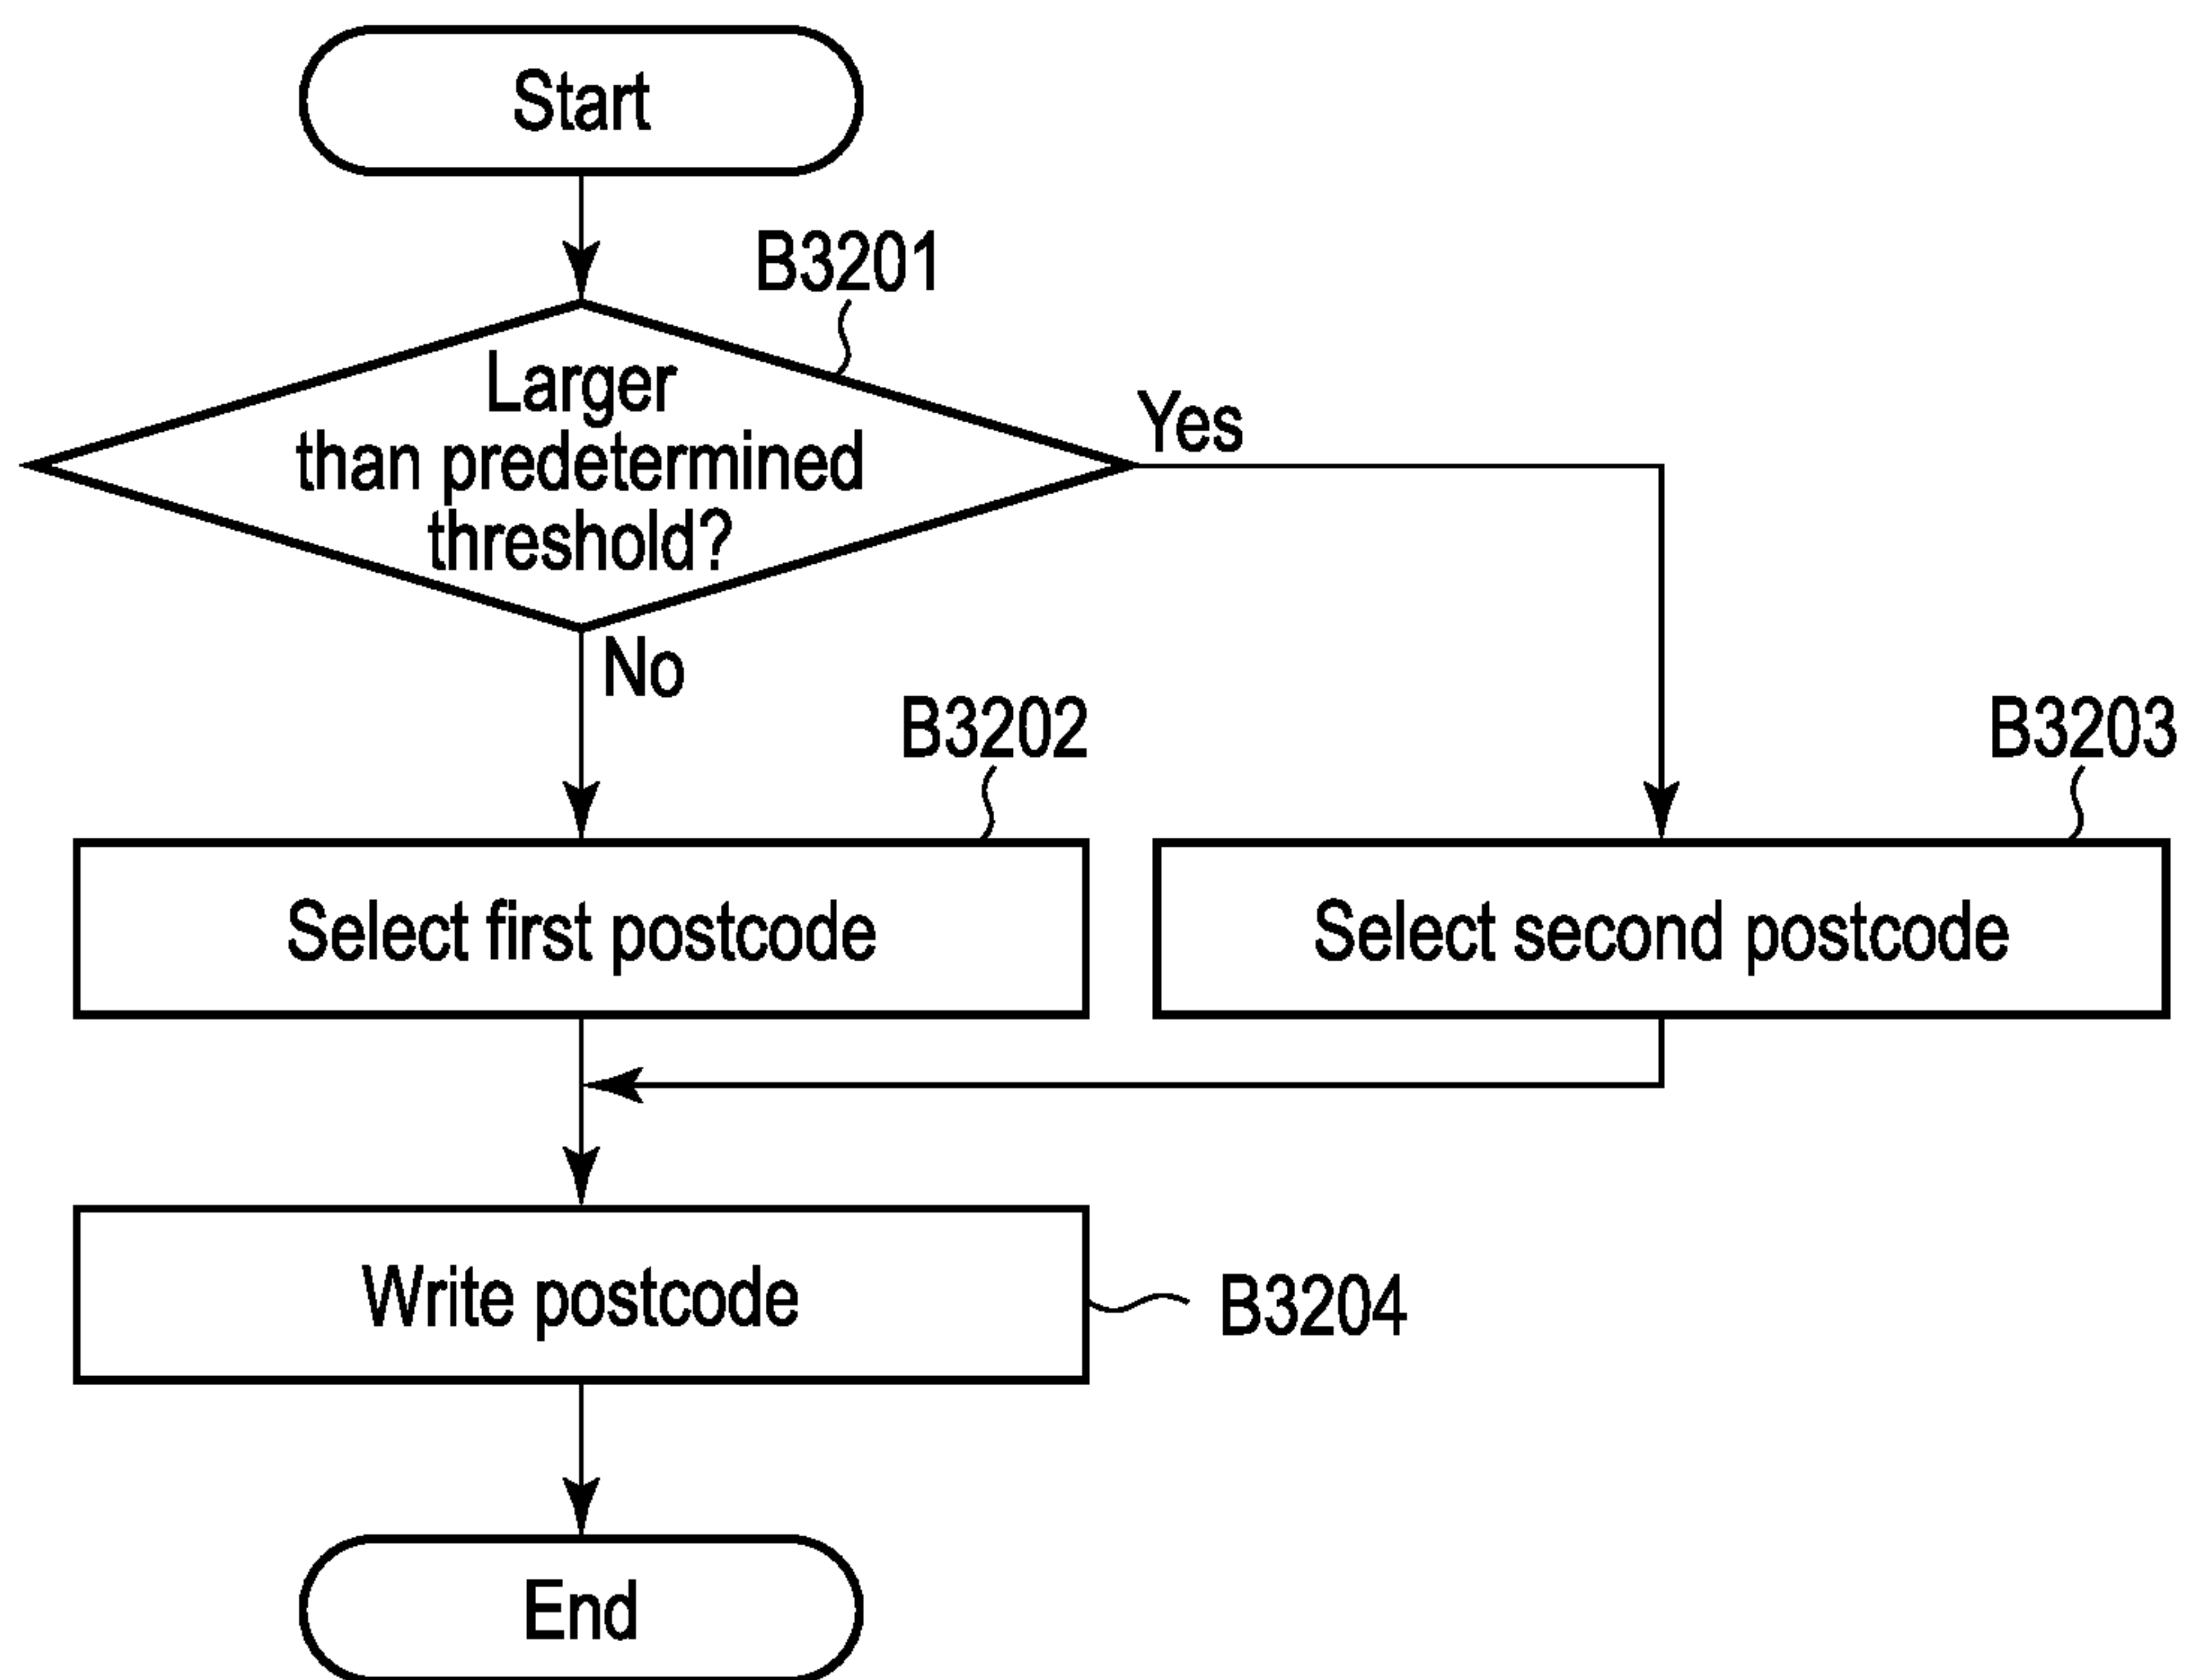 Start
B3201
Larger
than predetermined
threshold?
Yes
No
B3202
B3203
Select first postcode
Select second postcode
Write postcode
B3204
End